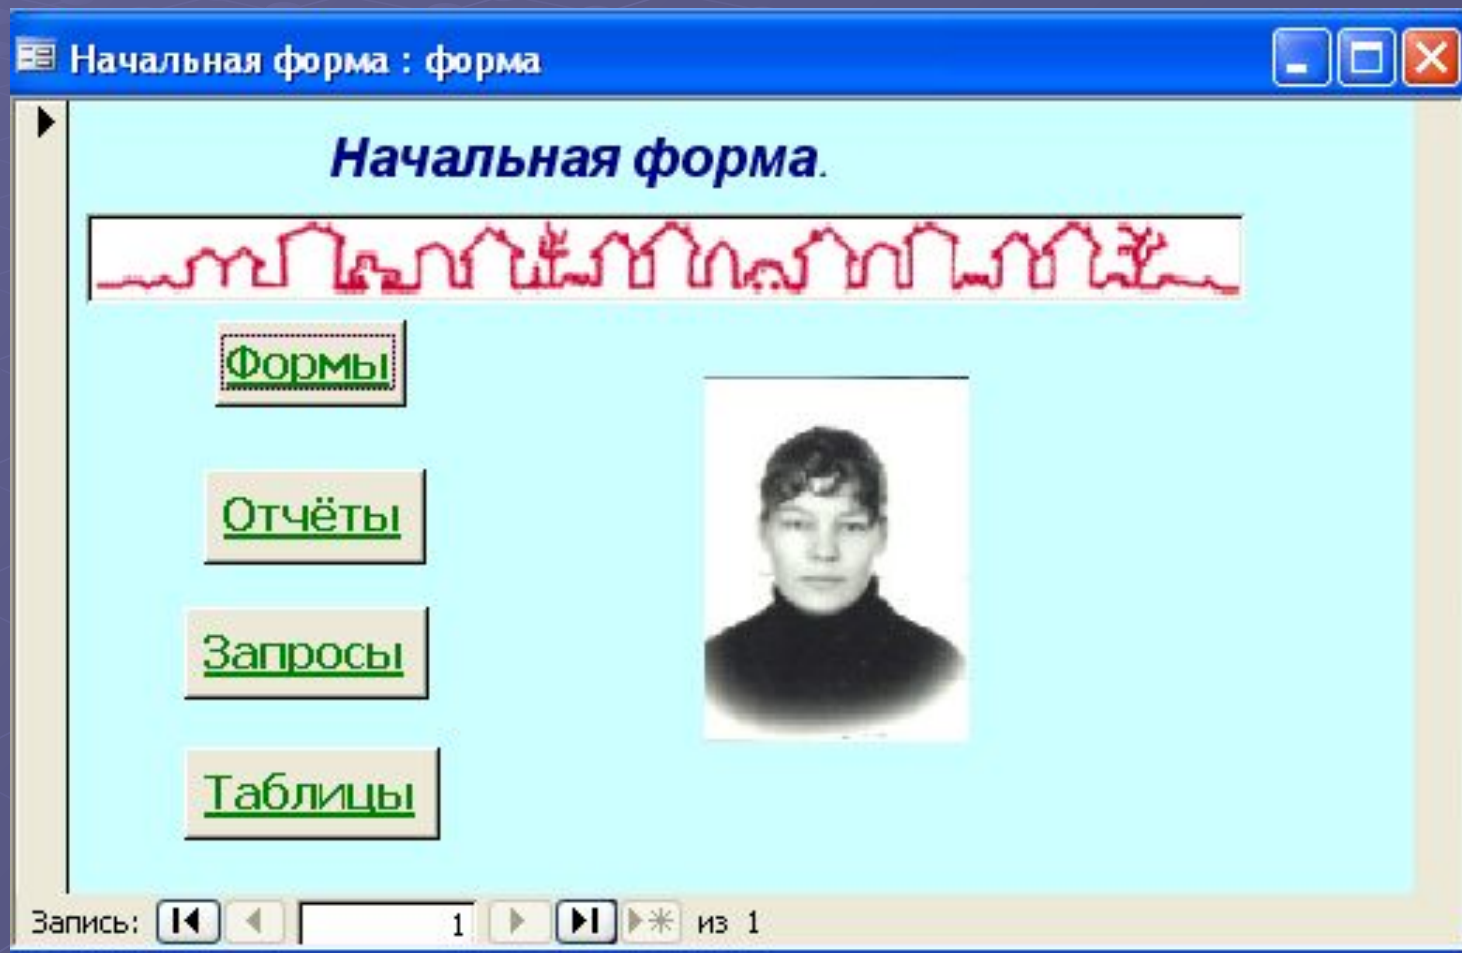 Начальная форма : форма
Начальная форма.
Формы
Отчёты
Запросы
Таблицы
Запись: 1 из 1